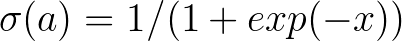 σ(a) = 1/(1 + exp(−x))